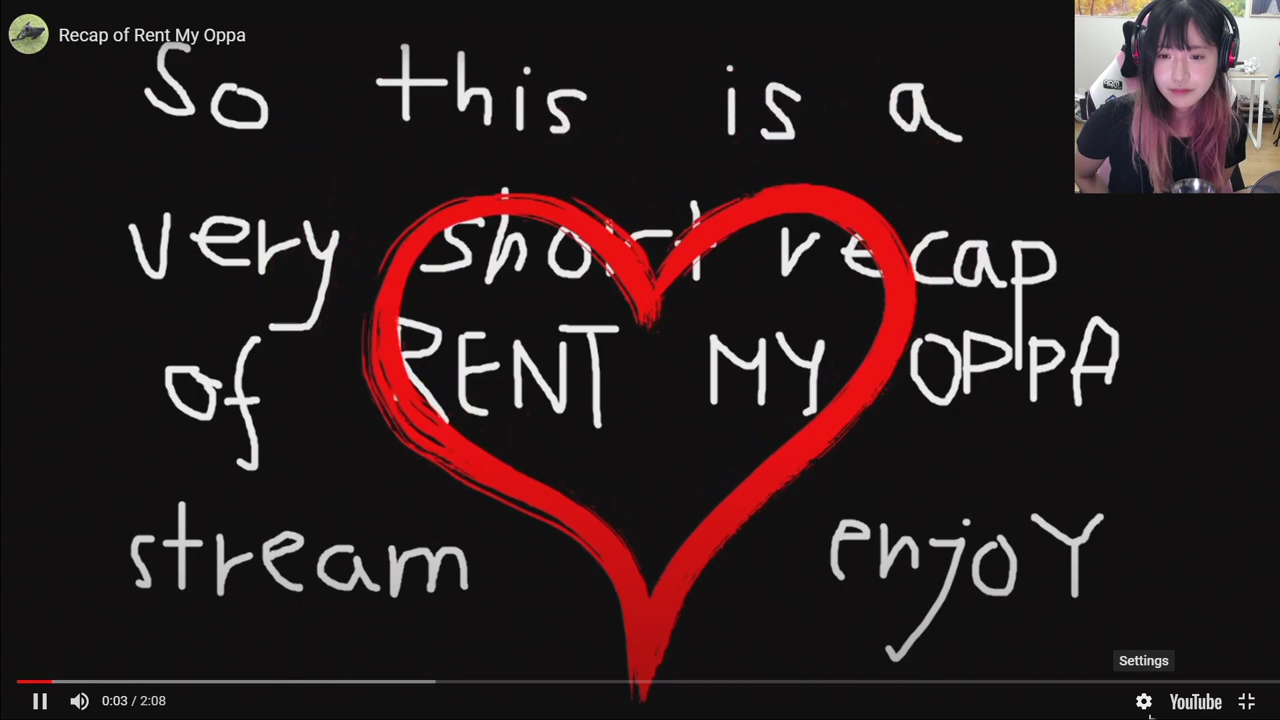 Recap of Rent My Oppa
So this is a
very short recap
of RENT MY OPPA
stream enjoY
Settings
0:03 / 2:08
YouTube